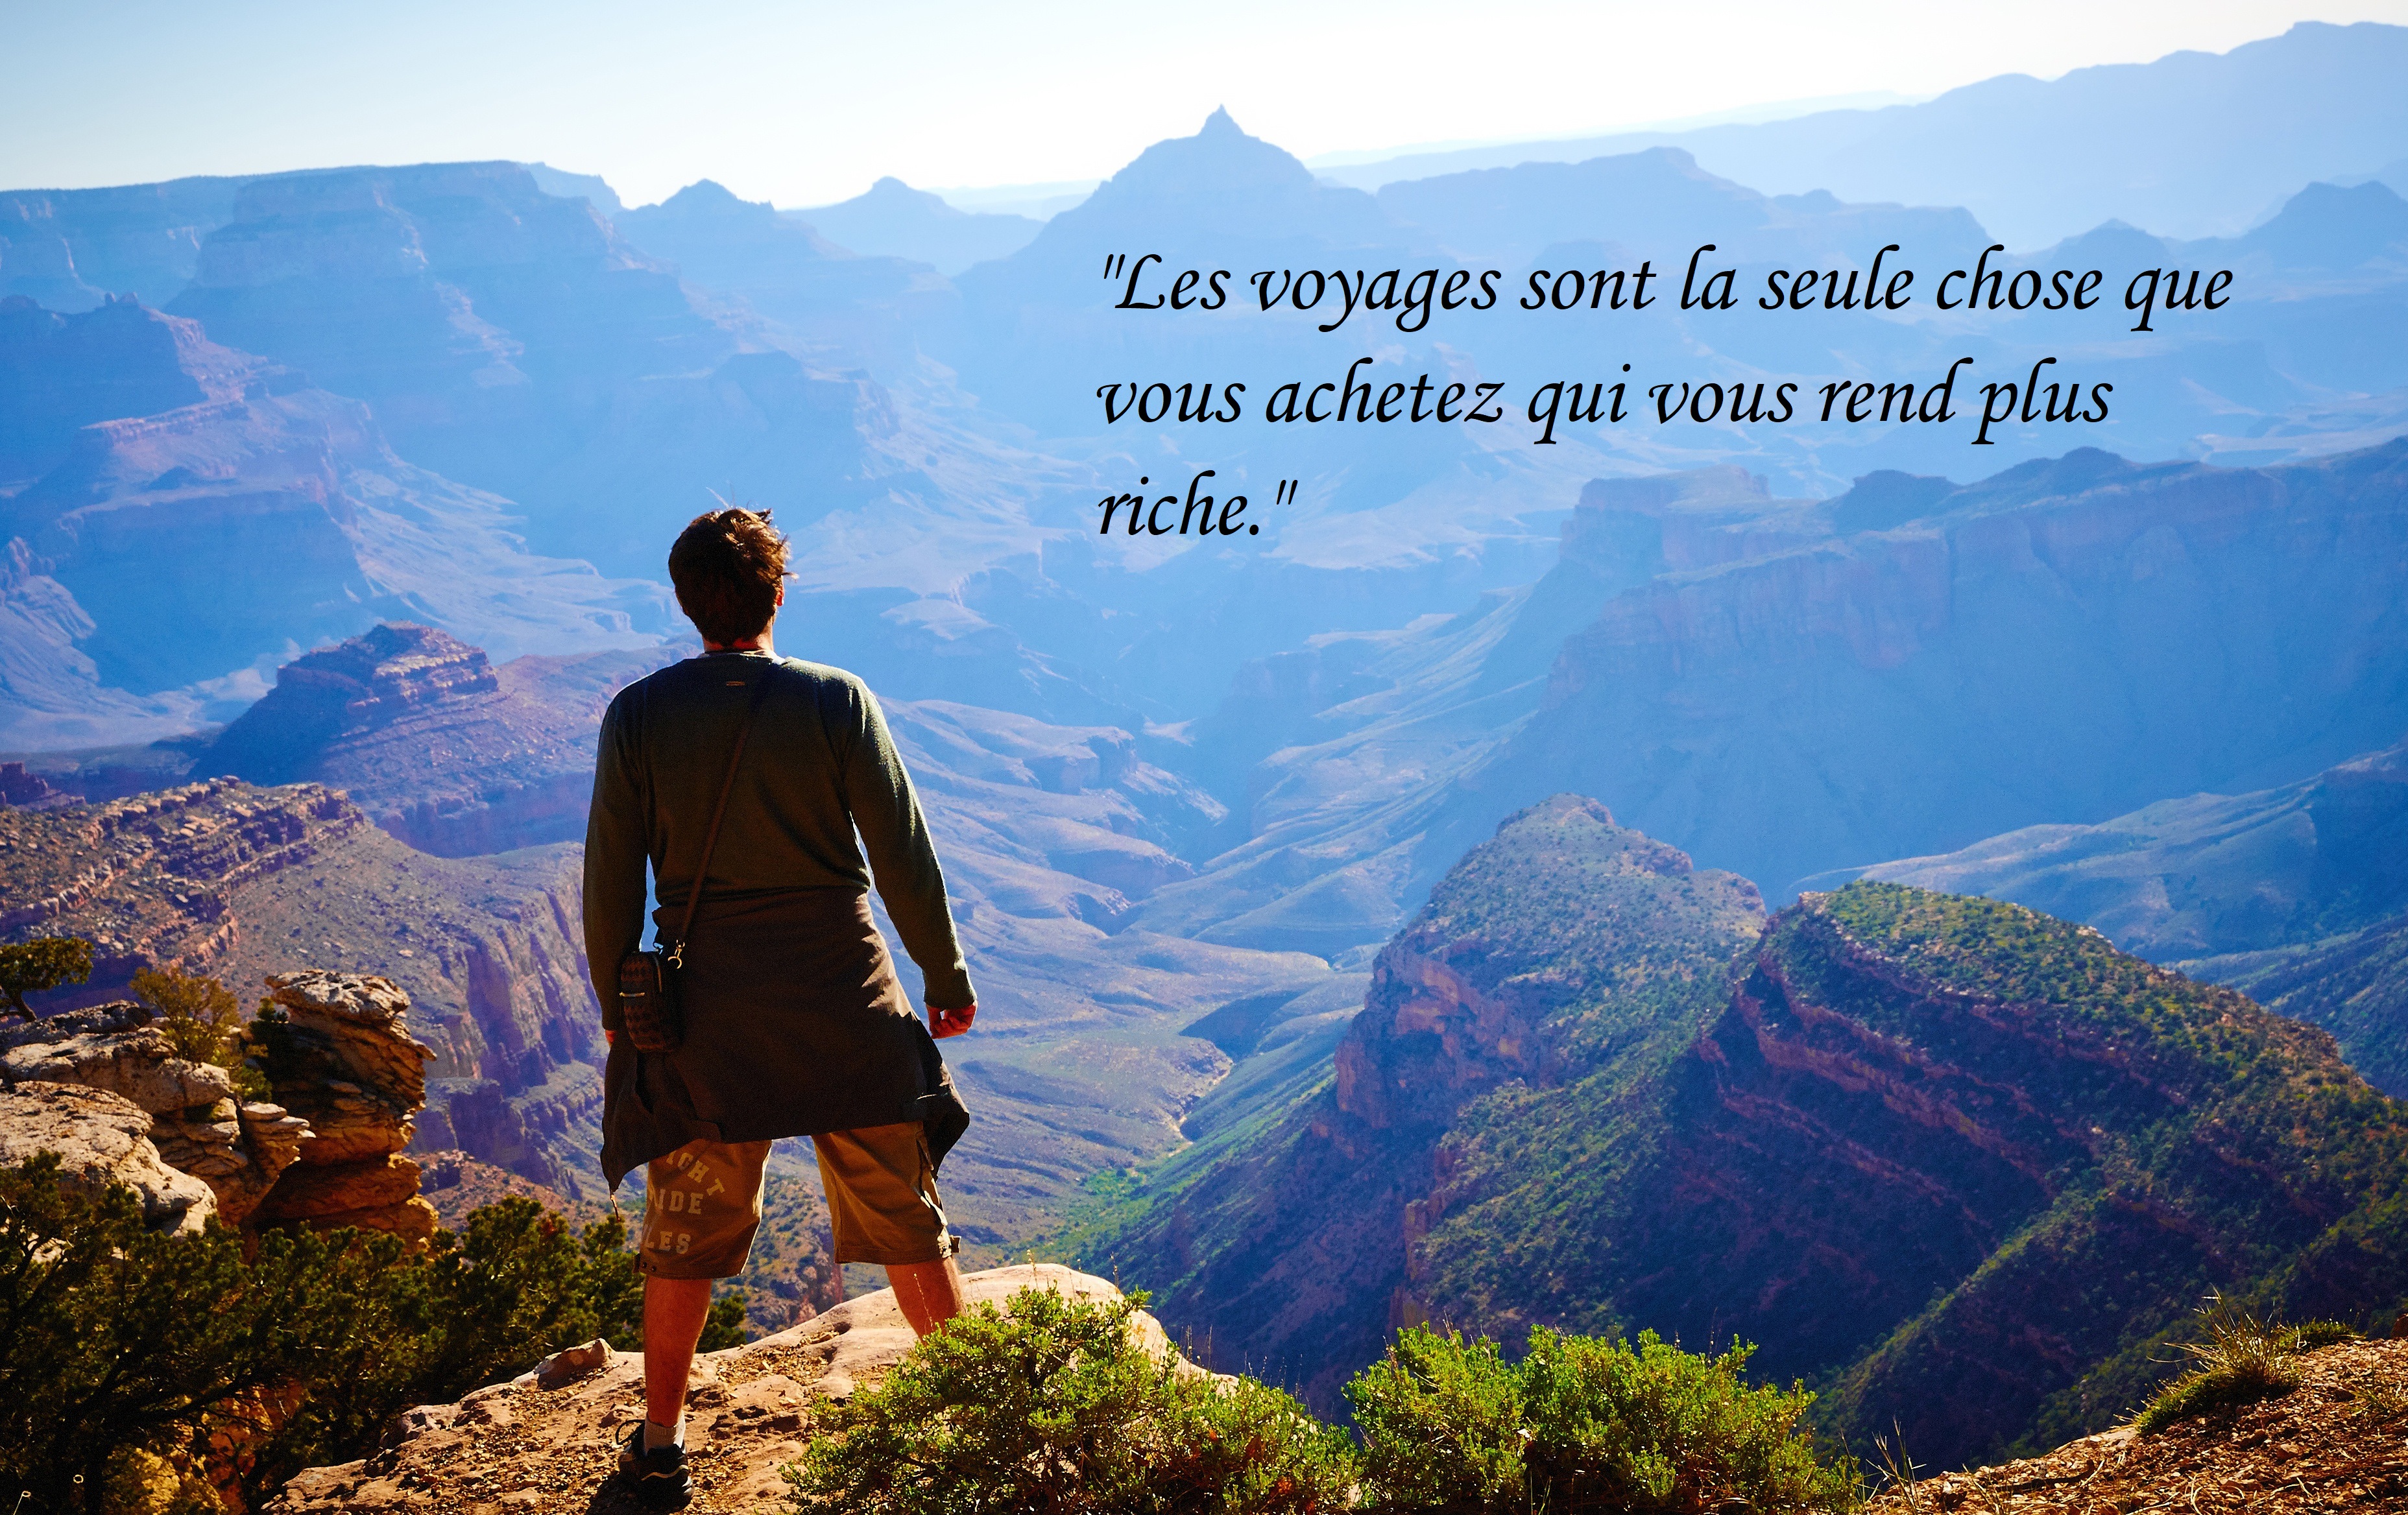 "Les voyages sont la seule chose que
vous achetez qui vous rend plus
riche."